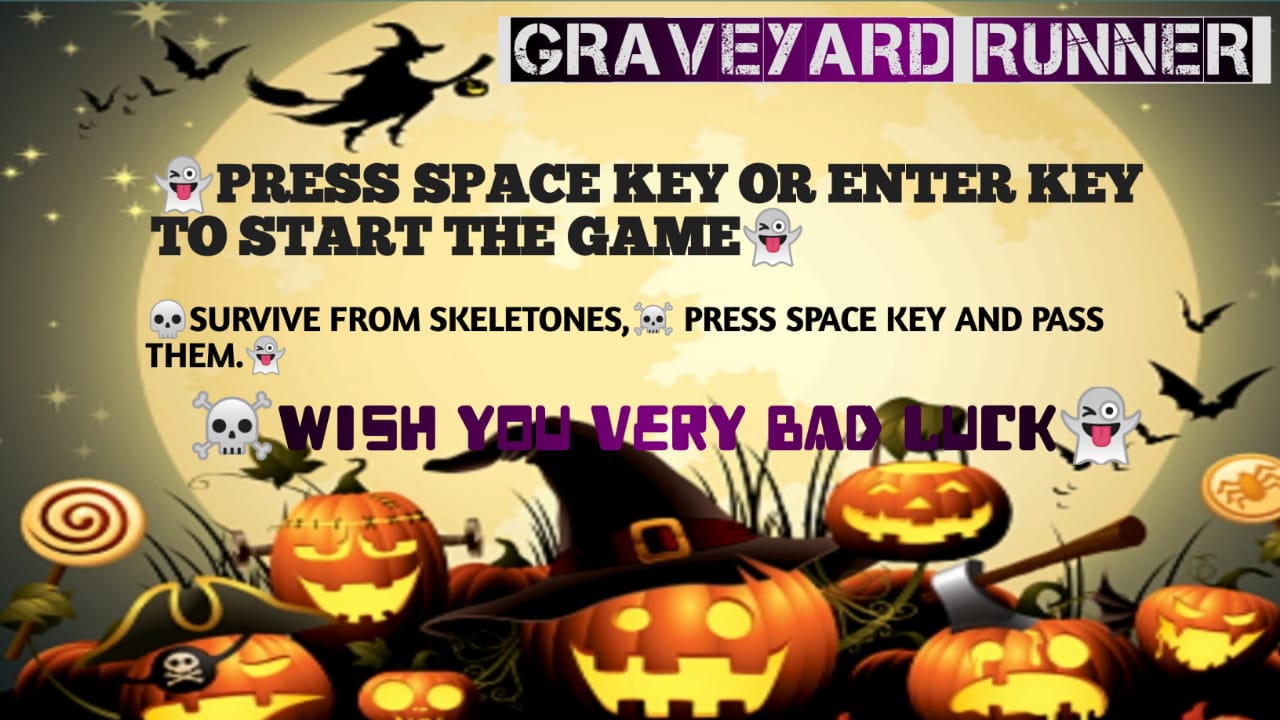 GRAVEYARD RUNNER
👻PRESS SPACE KEY OR ENTER KEY
TO START THE GAME👻
💀SURVIVE FROM SKELETONES,☠️ PRESS SPACE KEY AND PASS
THEM.👻
☠️WISH YOU VERY BAD LUCK👻